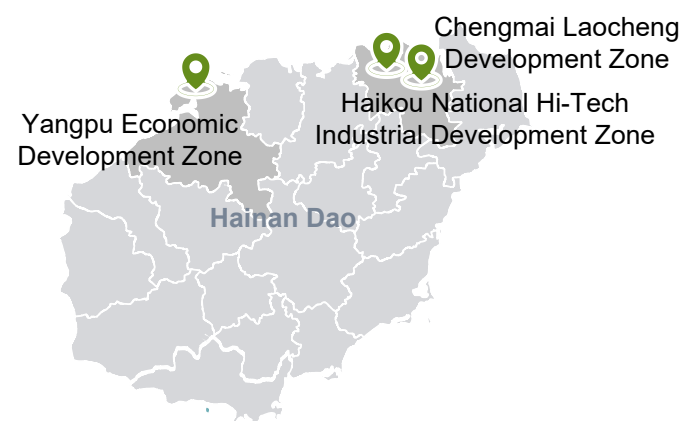 Chengmai Laocheng
Development Zone
Haikou National Hi-Tech
Industrial Development Zone
Yangpu Economic
Development Zone
Hainan Dao